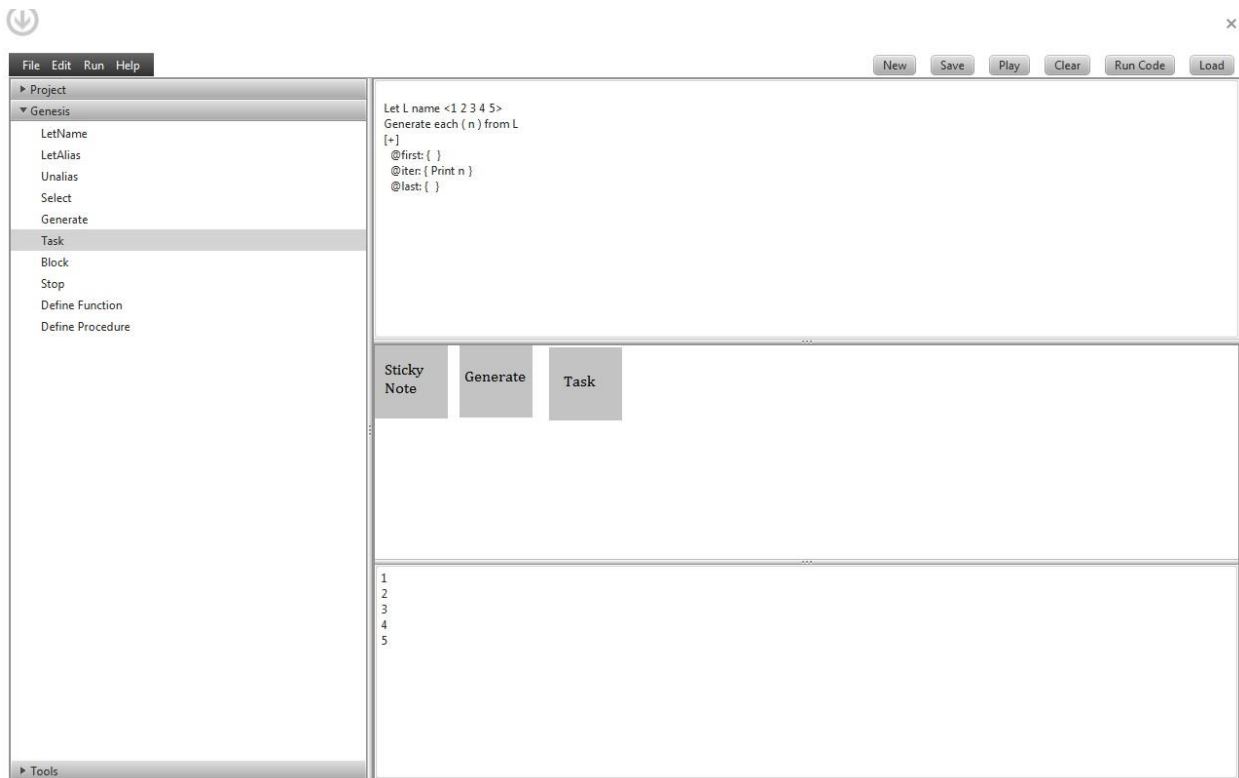 File Edit Run Help
New Save Play Clear Run Code Load
Project
Genesis
LetName
LetAlias
Unalias
Select
Generate
Task
Block
Stop
Define Function
Define Procedure
Tools
Let L name <1 2 3 4 5>
Generate each ( n ) from L
[+]
@first: { }
@iter: { Print n }
@last: { }
Sticky
Note
Generate
Task
1
2
3
4
5